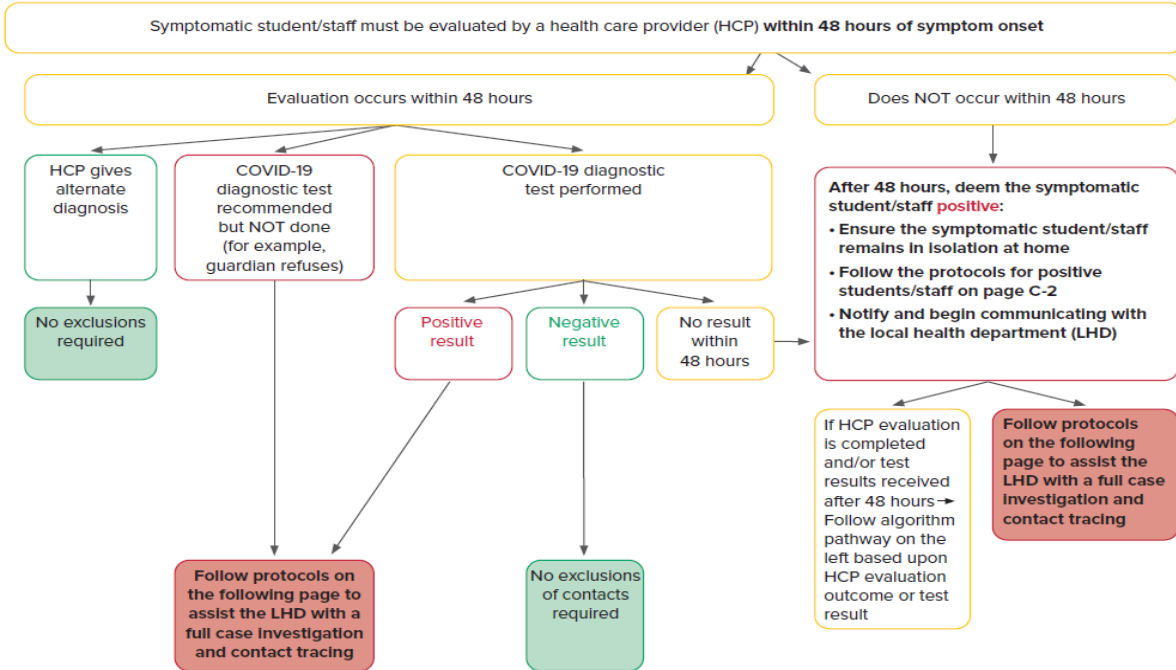 Symptomatic student/staff must be evaluated by a health care provider (HCP) within 48 hours of symptom onset
Evaluation occurs within 48 hours
Does NOT occur within 48 hours
HCP gives
alternate
diagnosis
COVID-19
diagnostic test
recommended
but NOT done
(for example,
guardian refuses)
COVID-19 diagnostic
test performed
After 48 hours, deem the symptomatic
student/staff positive:
• Ensure the symptomatic student/staff
remains in isolation at home
• Follow the protocols for positive
students/staff on page C-2
• Notify and begin communicating with
the local health department (LHD)
No exclusions
required
Positive
result
Negative
result
No result
within
48 hours
If HCP evaluation
is completed
and/or test
results received
after 48 hours →
Follow algorithm
pathway on the
left based upon
HCP evaluation
outcome or test
result
Follow protocols
on the following
page to assist the
LHD with a full case
investigation and
contact tracing
Follow protocols on
the following page to
assist the LHD with a
full case investigation
and contact tracing
No exclusions
of contacts
required